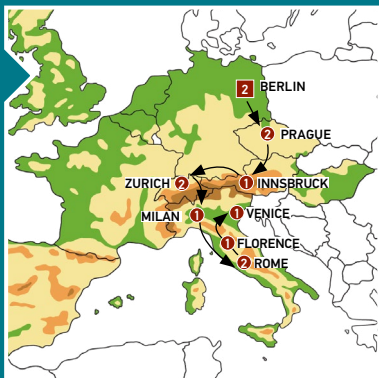 2 BERLIN
2 PRAGUE
ZURICH 2
1 INNSBRUCK
MILAN 1
1 VENICE
1 FLORENCE
2 ROME